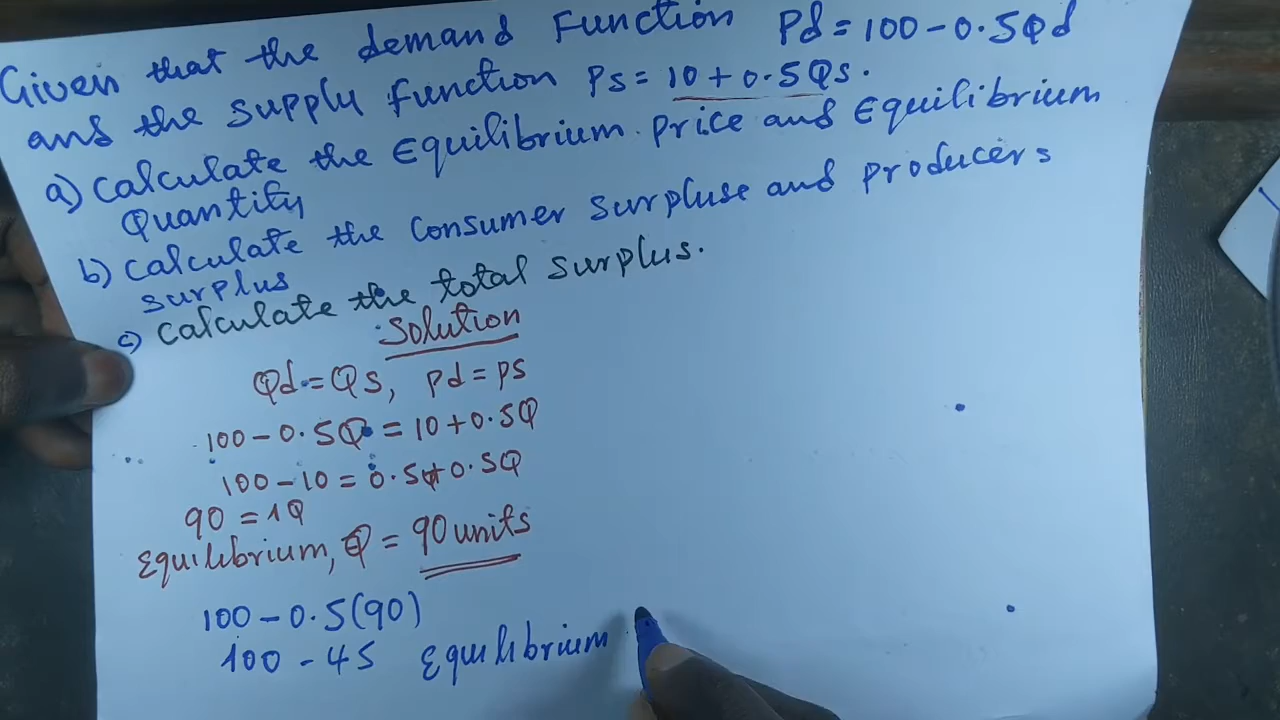 Given that the demand Function Pd = 100 - 0.5Qd
and the supply function Ps = 10 + 0.5Qs.
a) Calculate the Equilibrium price and Equilibrium
Quantity
b) Calculate the Consumer surpluse and producers
surplus
c) Calculate the total surplus.
Solution
Qd = Qs, Pd = Ps
100 - 0.5Q = 10 + 0.5Q
100 - 10 = 0.5Q + 0.5Q
90 = 1Q
Equilibrium, Q = 90 units
100 - 0.5(90)
100 - 45 Equilibrium